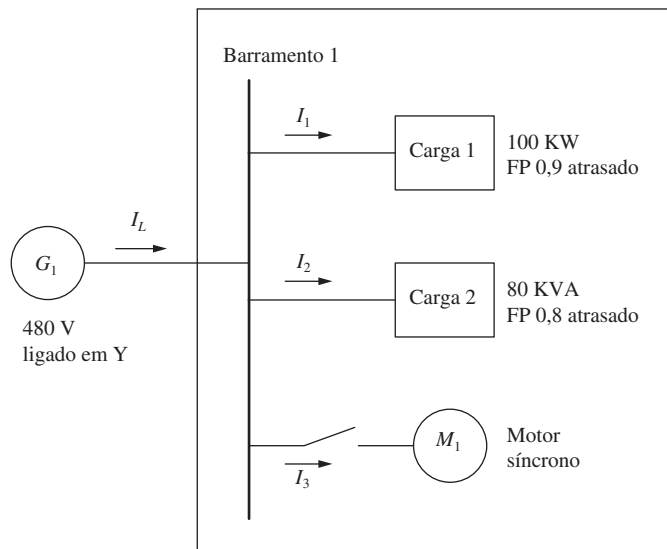 Barramento 1
I1
Carga 1
100 KW
FP 0,9 atrasado
IL
G1
480 V
ligado em Y
I2
Carga 2
80 KVA
FP 0,8 atrasado
I3
M1
Motor
síncrono